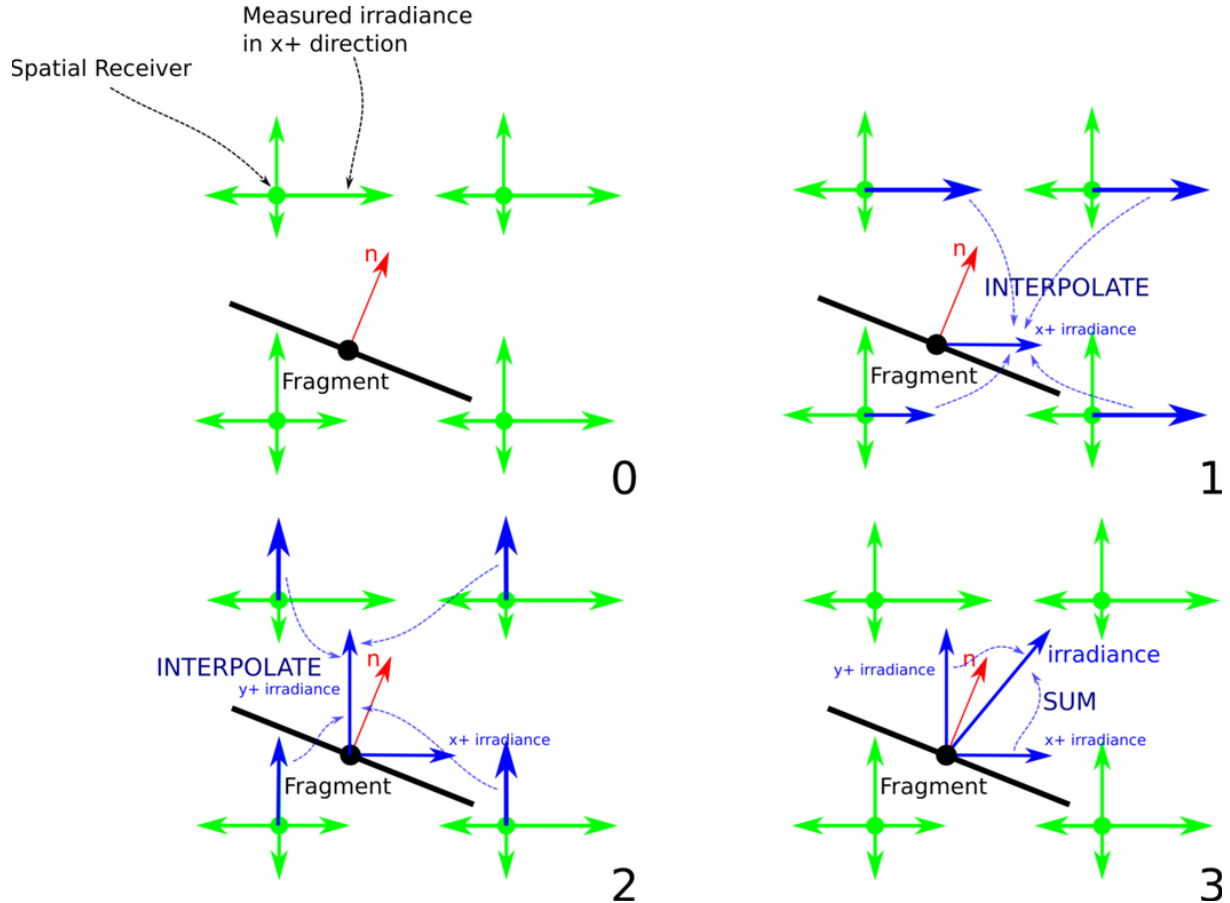 Measured irradiance
in x+ direction
Spatial Receiver
n
Fragment
0
n
INTERPOLATE
x+ irradiance
Fragment
1
INTERPOLATE
n
y+ irradiance
x+ irradiance
Fragment
2
n
irradiance
y+ irradiance
SUM
x+ irradiance
Fragment
3